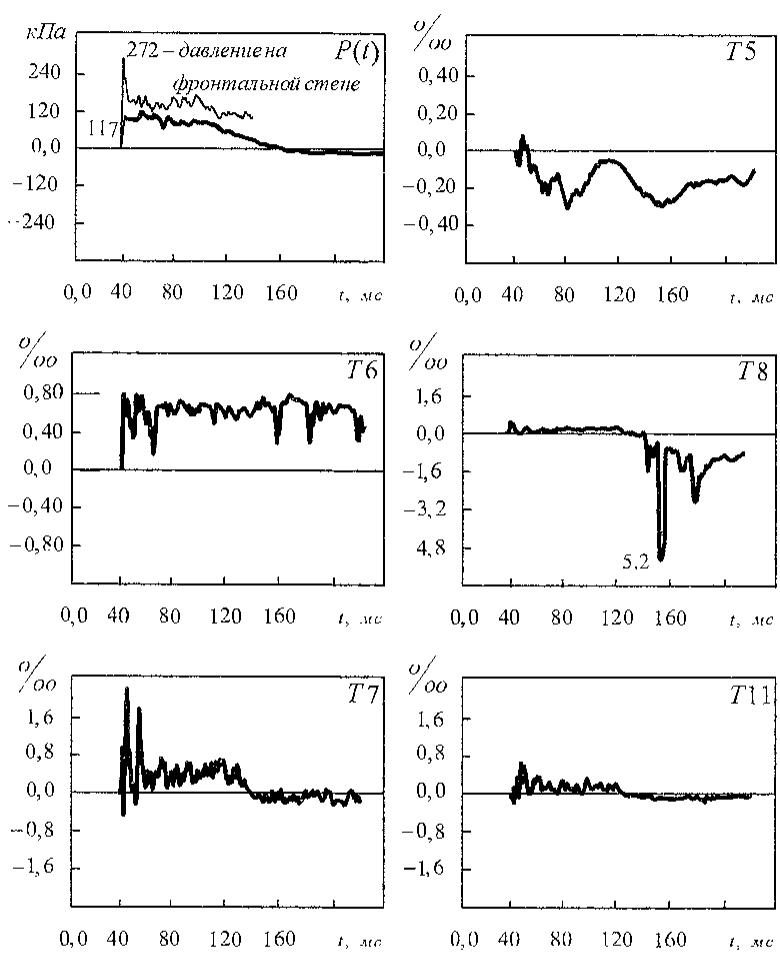 кПа
272 – давление на
P(t)
240
фронтальной стене
120
117
0,0
–120
–240
0,0 40 80 120 160 t, мс
о/оо
T5
0,40
0,20
0,0
–0,20
–0,40
0,0 40 80 120 160 t, мс
о/оо
T6
0,80
0,40
0,0
–0,40
–0,80
0,0 40 80 120 160 t, мс
о/оо
T8
1,6
0,0
–1,6
–3,2
4,8
5,2
0,0 40 80 120 160 t, мс
о/оо
T7
1,6
0,8
0,0
–0,8
–1,6
0,0 40 80 120 160 t, мс
о/оо
T11
1,6
0,8
0,0
–0,8
–1,6
0,0 40 80 120 160 t, мс